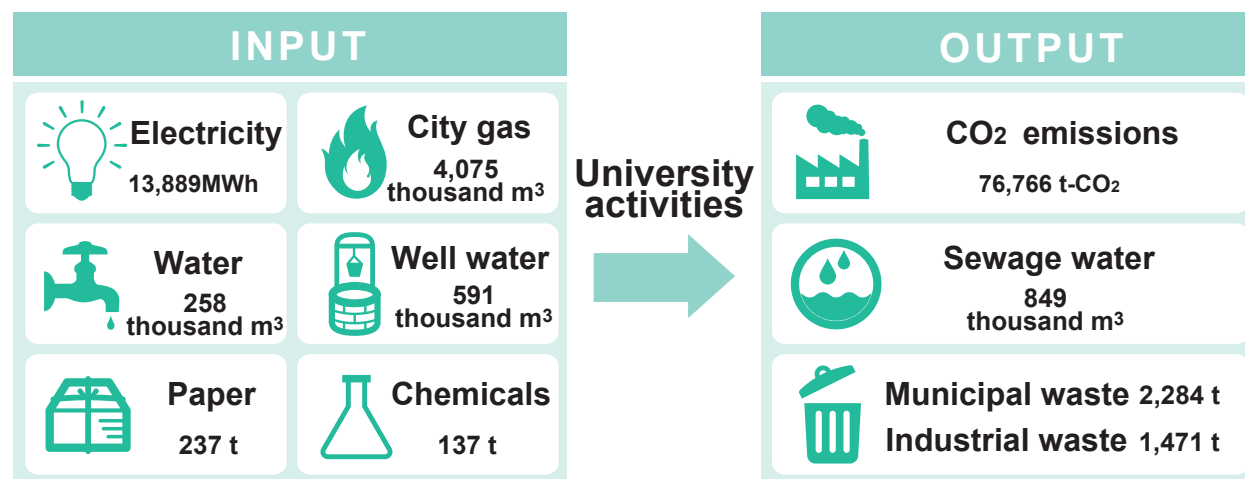 INPUT
Electricity
13,889MWh
City gas
4,075
thousand m³
Water
258
thousand m³
Well water
591
thousand m³
Paper
237 t
Chemicals
137 t
University
activities
OUTPUT
CO₂ emissions
76,766 t-CO₂
Sewage water
849
thousand m³
Municipal waste 2,284 t
Industrial waste 1,471 t